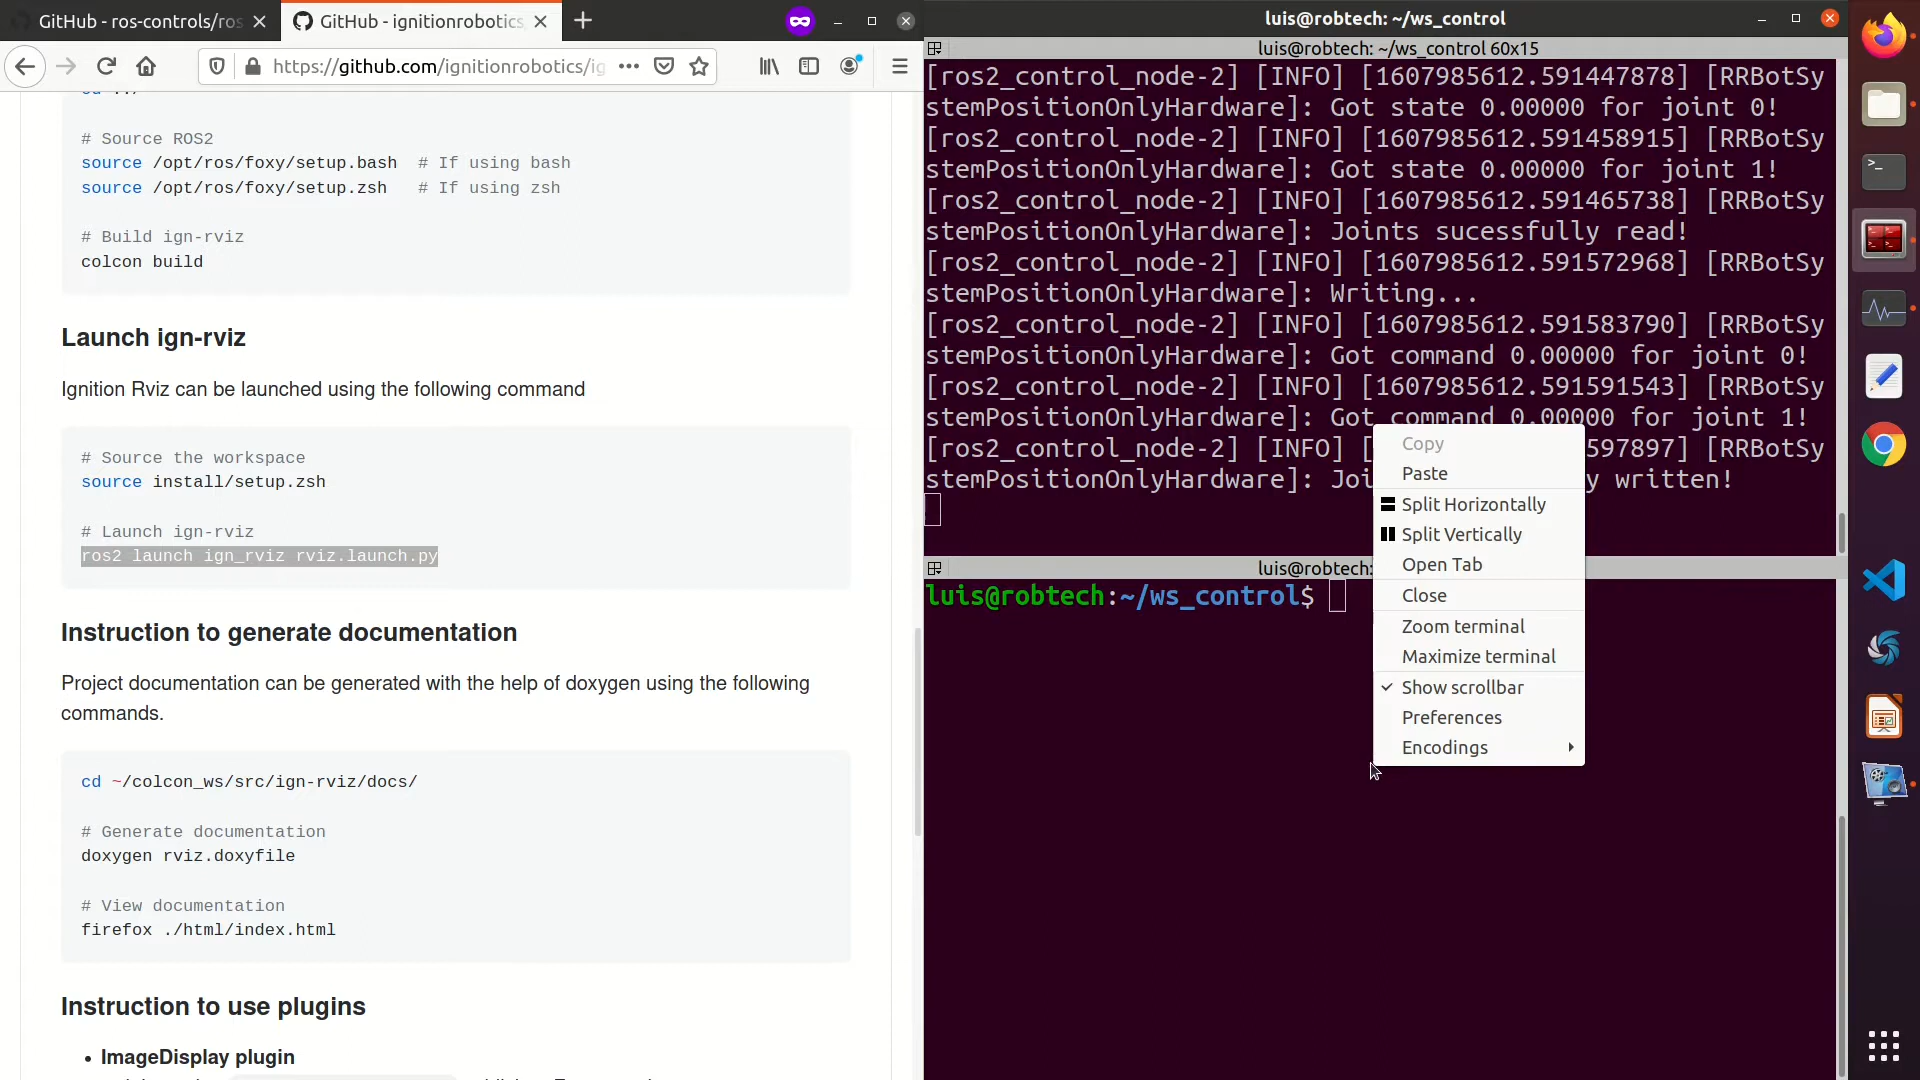 GitHub - ros-controls/ros
GitHub - ignitionrobotics
https://github.com/ignitionrobotics/ig
# Source ROS2
source /opt/ros/foxy/setup.bash  # If using bash
source /opt/ros/foxy/setup.zsh   # If using zsh
# Build ign-rviz
colcon build
Launch ign-rviz
Ignition Rviz can be launched using the following command
# Source the workspace
source install/setup.zsh
# Launch ign-rviz
ros2 launch ign_rviz rviz.launch.py
Instruction to generate documentation
Project documentation can be generated with the help of doxygen using the following
commands.
cd ~/colcon_ws/src/ign-rviz/docs/
# Generate documentation
doxygen rviz.doxyfile
# View documentation
firefox ./html/index.html
Instruction to use plugins
• ImageDisplay plugin
luis@robtech: ~/ws_control
luis@robtech: ~/ws_control 60x15
[ros2_control_node-2] [INFO] [1607985612.591447878] [RRBotSy
stemPositionOnlyHardware]: Got state 0.00000 for joint 0!
[ros2_control_node-2] [INFO] [1607985612.591458915] [RRBotSy
stemPositionOnlyHardware]: Got state 0.00000 for joint 1!
[ros2_control_node-2] [INFO] [1607985612.591465738] [RRBotSy
stemPositionOnlyHardware]: Joints sucessfully read!
[ros2_control_node-2] [INFO] [1607985612.591572968] [RRBotSy
stemPositionOnlyHardware]: Writing...
[ros2_control_node-2] [INFO] [1607985612.591583790] [RRBotSy
stemPositionOnlyHardware]: Got command 0.00000 for joint 0!
[ros2_control_node-2] [INFO] [1607985612.591591543] [RRBotSy
stemPositionOnlyHardware]: Got command 0.00000 for joint 1!
[ros2_control_node-2] [INFO] [ 597897] [RRBotSy
stemPositionOnlyHardware]: Joi y written!
luis@robtech:
luis@robtech:~/ws_control$
Copy
Paste
Split Horizontally
Split Vertically
Open Tab
Close
Zoom terminal
Maximize terminal
Show scrollbar
Preferences
Encodings